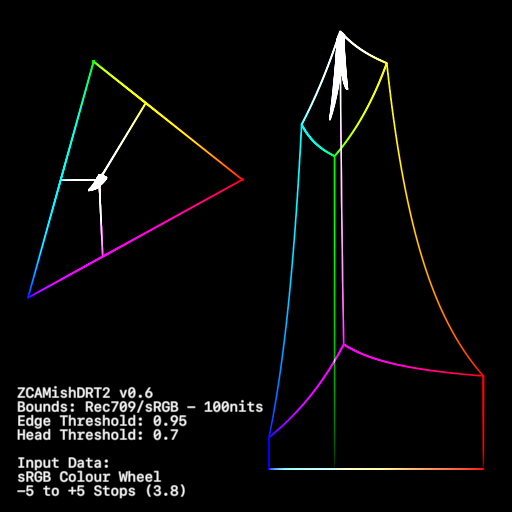 ZCAMishDRT2 v0.6
Bounds: Rec709/sRGB – 100nits
Edge Threshold: 0.95
Head Threshold: 0.7
Input Data:
sRGB Colour Wheel
–5 to +5 Stops (3.8)